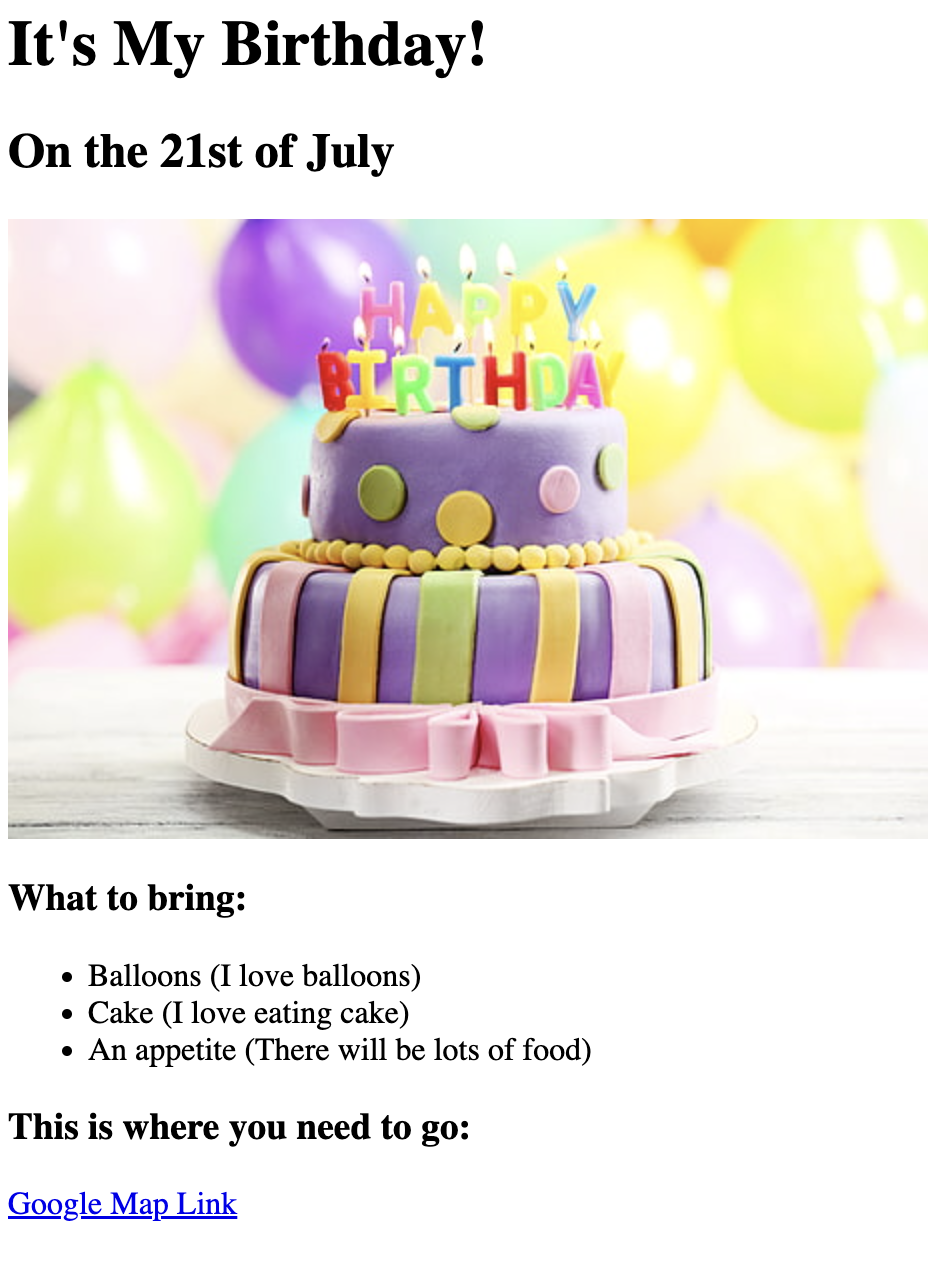 It's My Birthday!
On the 21st of July
HAPPY
BIRTHDAY
What to bring:
Balloons (I love balloons)
Cake (I love eating cake)
An appetite (There will be lots of food)
This is where you need to go:
Google Map Link